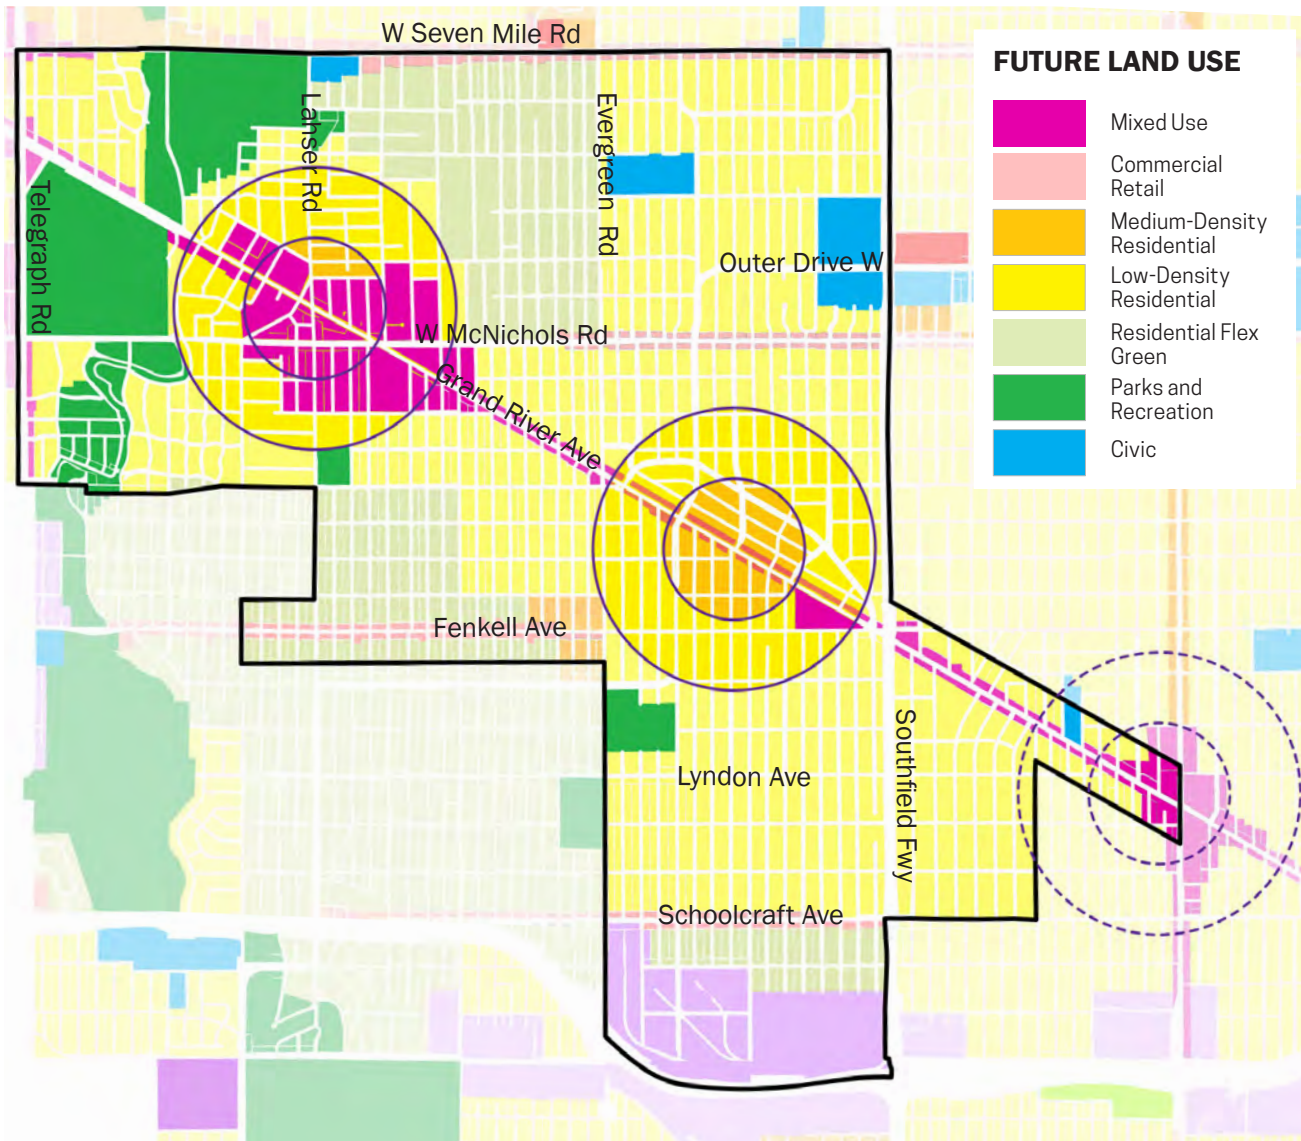 W Seven Mile Rd
FUTURE LAND USE
Mixed Use
Commercial
Retail
Medium-Density
Residential
Low-Density
Residential
Residential Flex
Green
Parks and
Recreation
Civic
Lahser Rd
Evergreen Rd
Telegraph Rd
Outer Drive W
W McNichols Rd
Grand River Ave
Fenkell Ave
Southfield Fwy
Lyndon Ave
Schoolcraft Ave